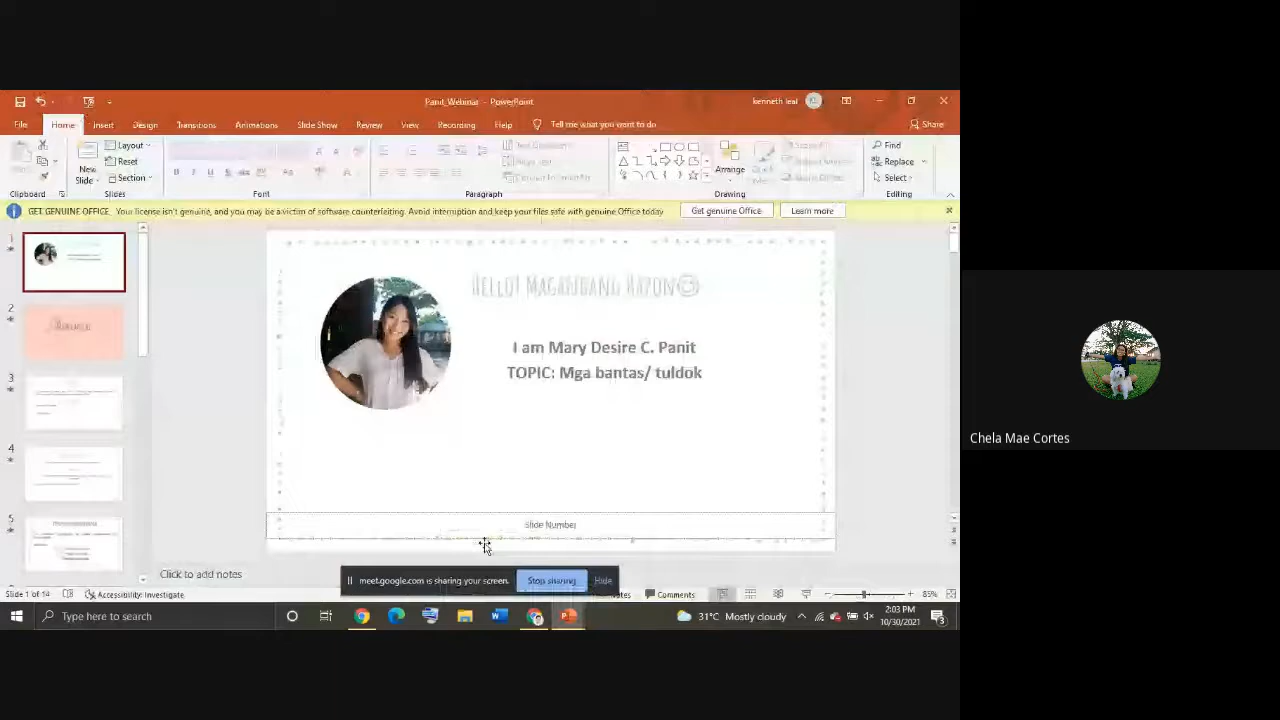 Panit_Webinar - PowerPoint
kenneth leal
File Home Insert Design Transitions Animations Slide Show Review View Recording Help Tell me what you want to do Share
Layout
Reset
Section
New
Slide
Find
Replace
Select
Arrange
Clipboard Slides Font Paragraph Drawing Editing
GET GENUINE OFFICE Your license isn't genuine, and you may be a victim of software counterfeiting. Avoid interruption and keep your files safe with genuine Office today Get genuine Office Learn more
1
2
3
4
5
I am Mary Desire C. Panit
TOPIC: Mga bantas/ tuldok
Slide Number
Click to add notes
meet.google.com is sharing your screen. Stop sharing Hide
Slide 1 of 14 Accessibility: Investigate Comments 85%
Type here to search
31°C Mostly cloudy
2:03 PM
10/30/2021
3
Chela Mae Cortes